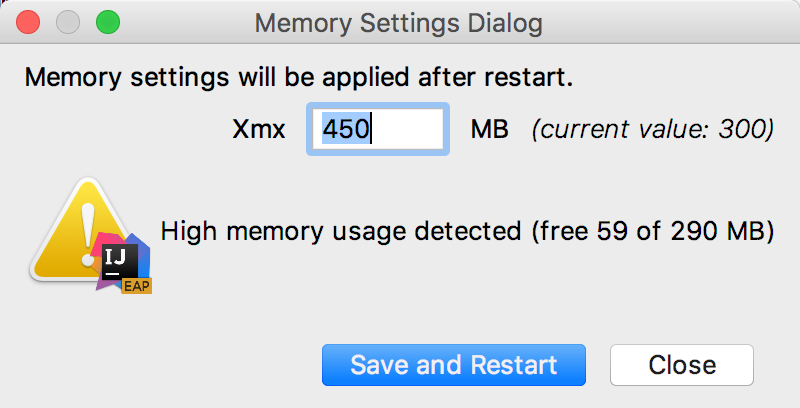 Memory Settings Dialog
Memory settings will be applied after restart.
Xmx 450 MB (current value: 300)
High memory usage detected (free 59 of 290 MB)
IJ
EAP
Save and Restart Close